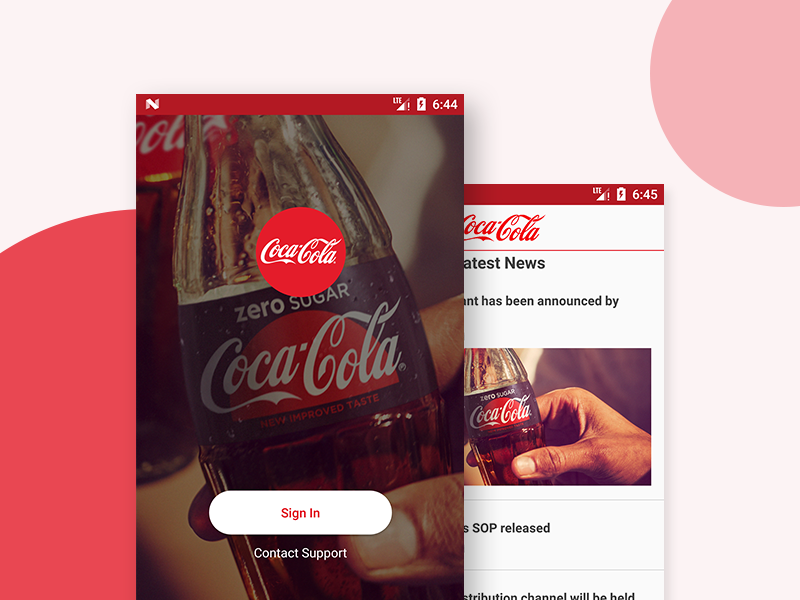 LTE
6:44
Coca-Cola
zero SUGAR
Coca-Cola®
NEW IMPROVED TASTE
Sign In
Contact Support
LTE
6:45
Coca-Cola
atest News
nt has been announced by
zero SUGAR
Coca-Cola
s SOP released
stribution channel will be held